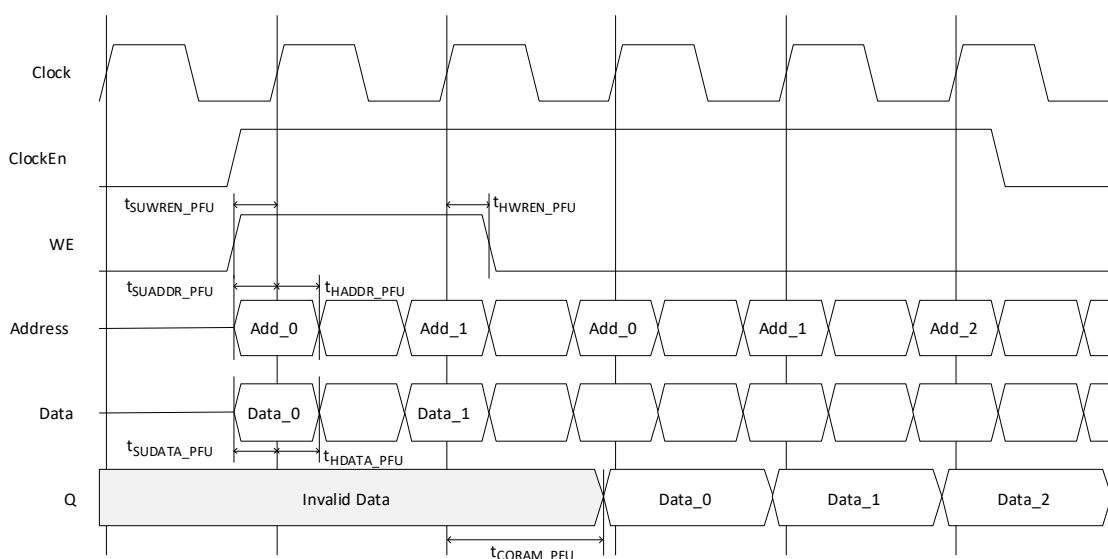 Clock
ClockEn
tSUWREN_PFU
tHWREN_PFU
WE
tSUADDR_PFU
tHADDR_PFU
Address
Add_0
Add_1
Add_0
Add_1
Add_2
Data
Data_0
Data_1
tSUDATA_PFU
tHDATA_PFU
Q
Invalid Data
Data_0
Data_1
Data_2
tCORAM_PFU